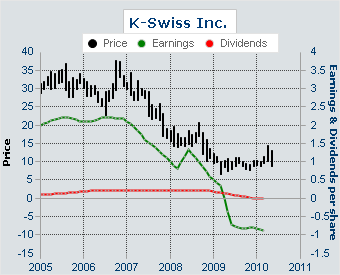 K-Swiss Inc.
Price Earnings Dividends
40 4
35 3.5
30 3
25 2.5
20 2
15 1.5
10 1
5 0.5
0 0
-5 -0.5
-10 -1
-15 -1.5
2005 2006 2007 2008 2009 2010 2011
Price
Earnings & Dividends per share